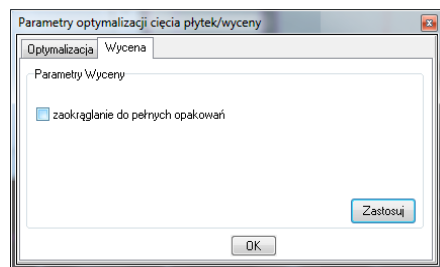 Parametry optymalizacji cięcia płytek/wyceny
Optymalizacja Wycena
Parametry Wyceny
zaokrąglanie do pełnych opakowań
Zastosuj
OK